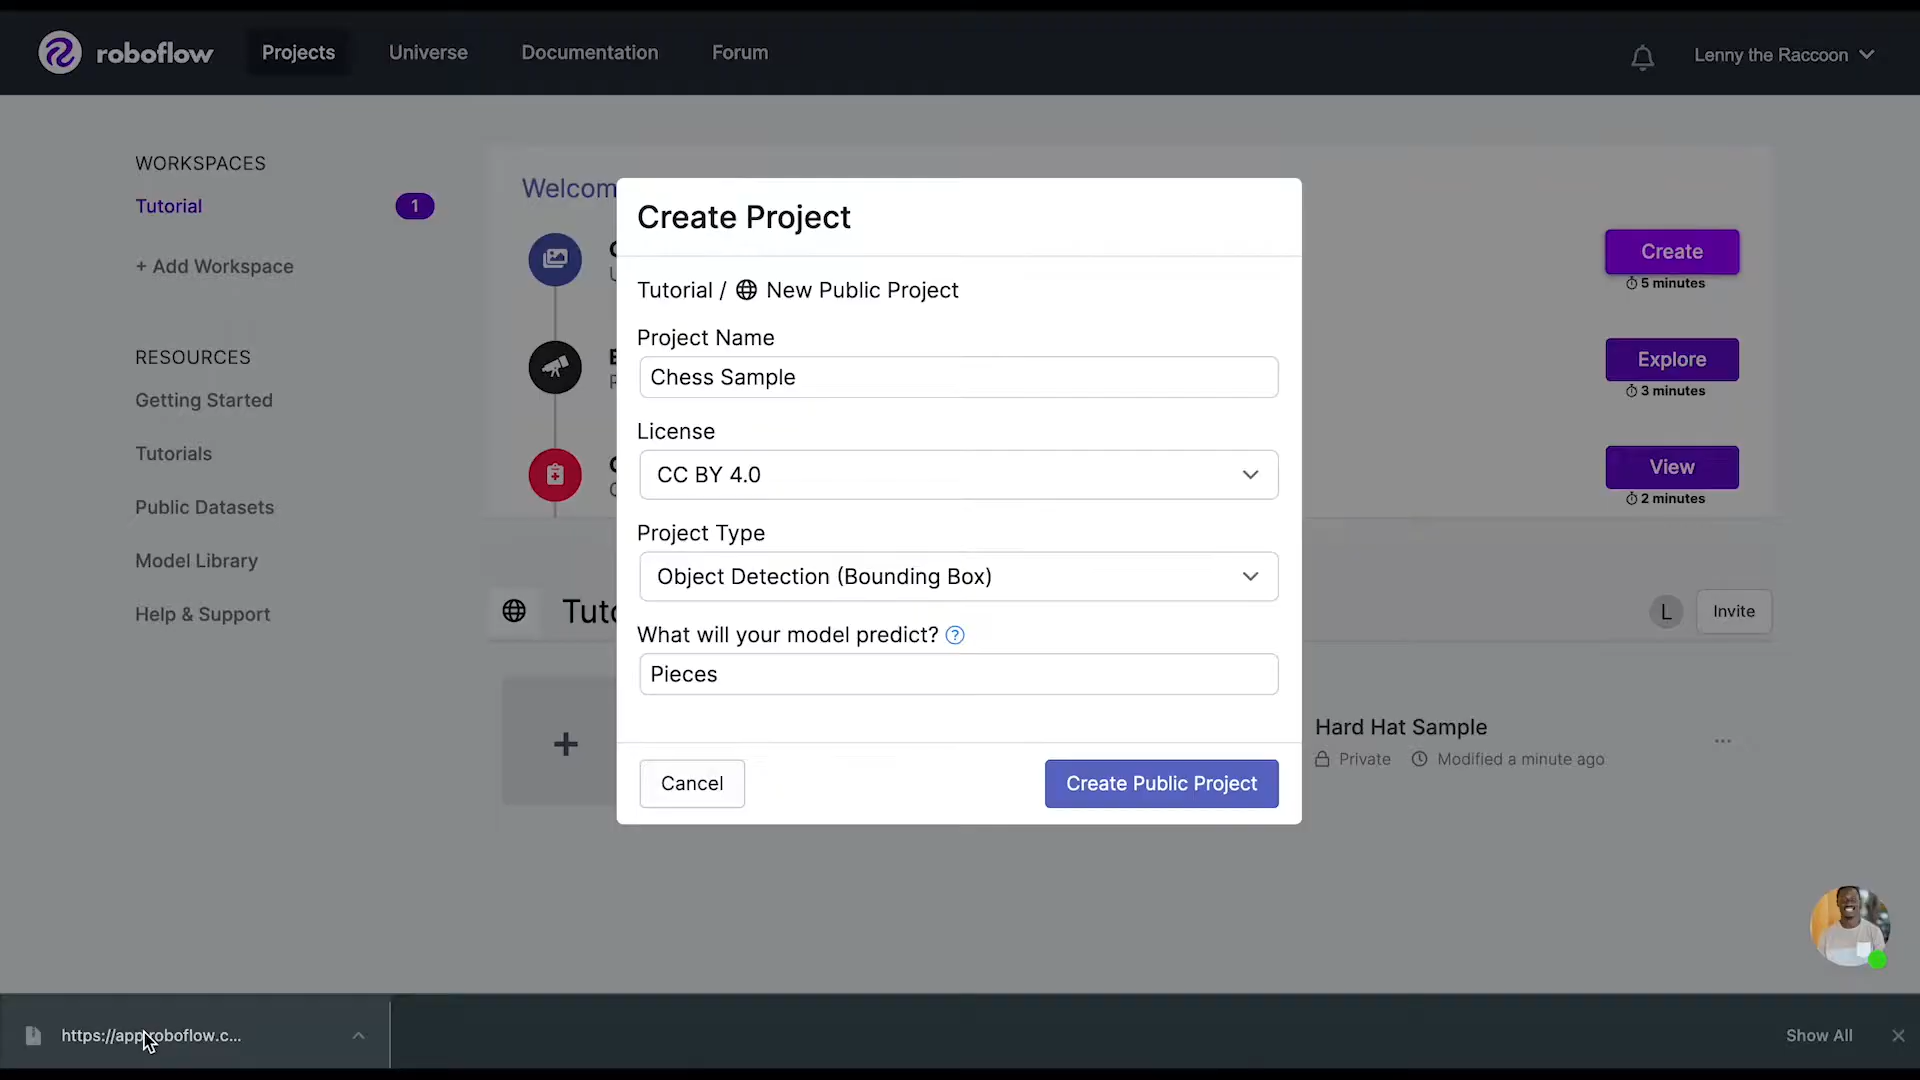 roboflow
Projects
Universe
Documentation
Forum
Lenny the Raccoon
WORKSPACES
Tutorial
1
+ Add Workspace
RESOURCES
Getting Started
Tutorials
Public Datasets
Model Library
Help & Support
Welcom
Create
5 minutes
Explore
3 minutes
View
2 minutes
Create Project
Tutorial / New Public Project
Project Name
Chess Sample
License
CC BY 4.0
Project Type
Object Detection (Bounding Box)
What will your model predict? ?
Pieces
Cancel
Create Public Project
L
Invite
+
Hard Hat Sample
...
Private
Modified a minute ago
https://app.roboflow.c...
Show All